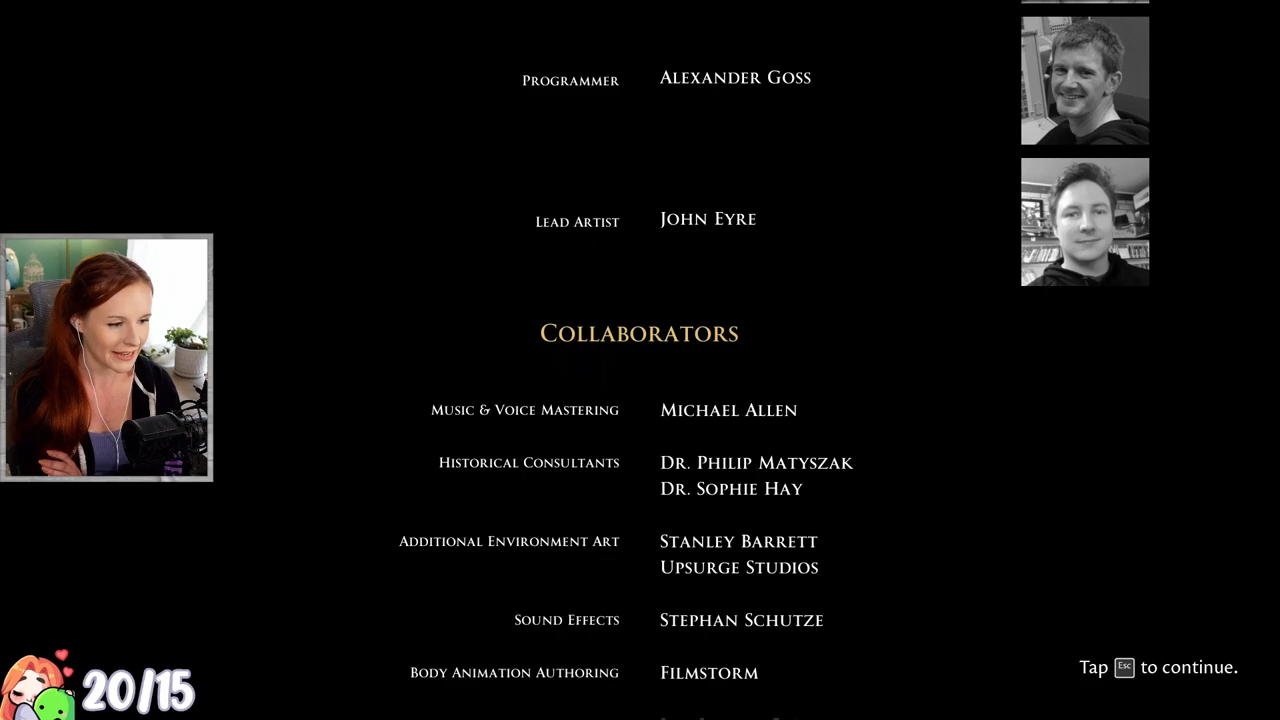 Programmer Alexander Goss
Lead Artist John Eyre
Collaborators
Music & Voice Mastering Michael Allen
Historical Consultants Dr. Philip Matyszak
Dr. Sophie Hay
Additional Environment Art Stanley Barrett
Upsurge Studios
Sound Effects Stephan Schutze
Body Animation Authoring Filmstorm
Tap Esc to continue.
20/15